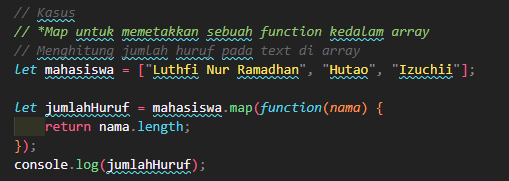 // Kasus
// *Map untuk memetakkan sebuah function kedalam array
// Menghitung jumlah huruf pada text di array
let mahasiswa = ["Luthfi Nur Ramadhan", "Hutao", "Izuchii"];
let jumlahHuruf = mahasiswa.map(function(nama) {
return nama.length;
});
console.log(jumlahHuruf);